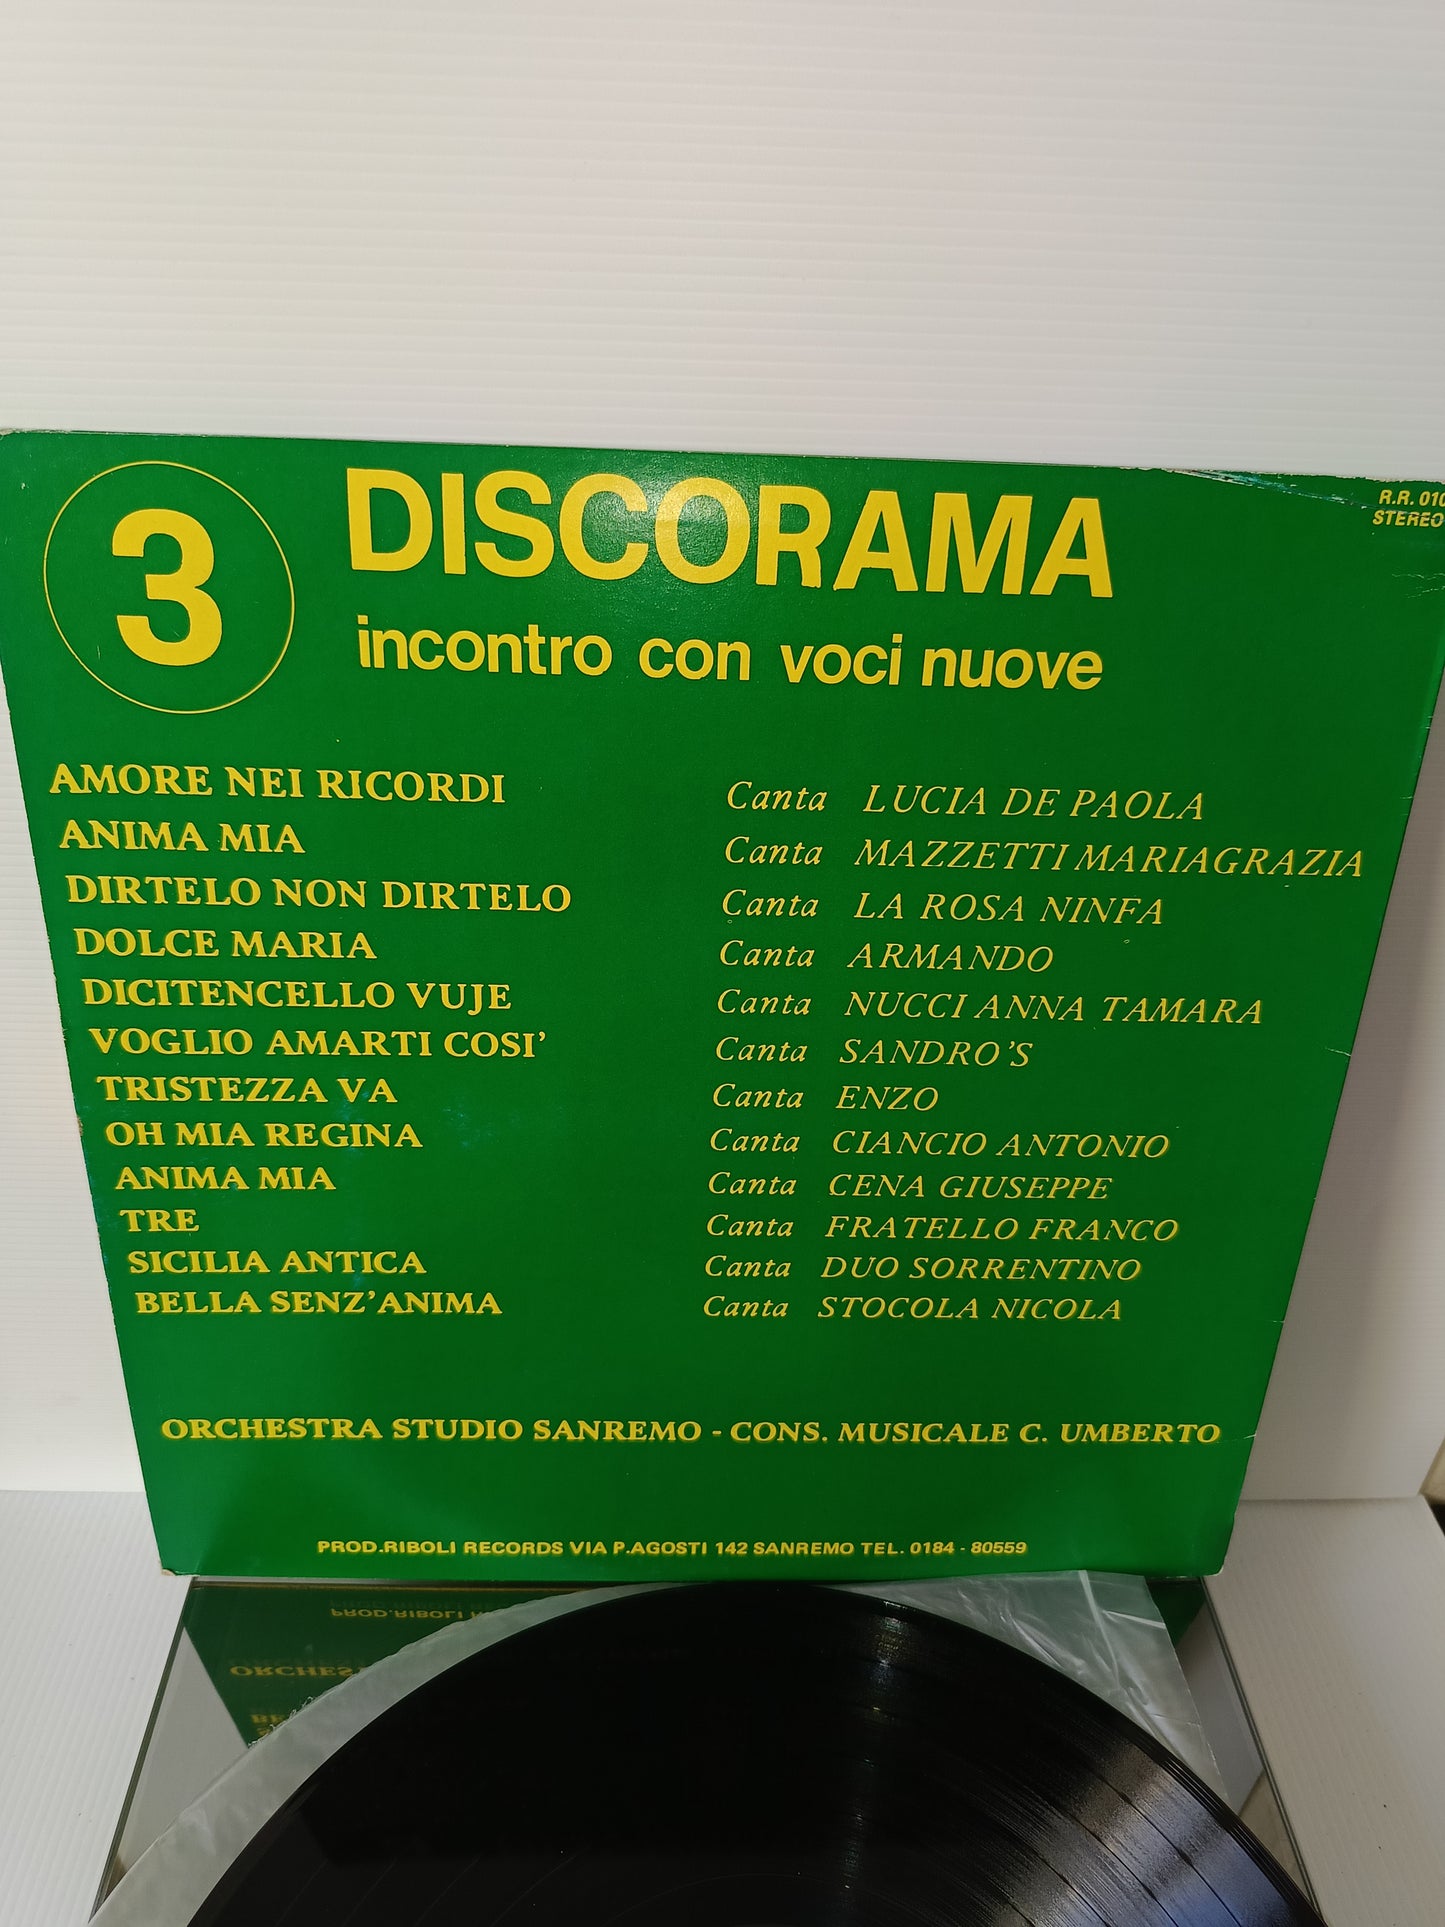 3
DISCORAMA
R.R. 010
STEREO
incontro con voci nuove
AMORE NEI RICORDI Canta LUCIA DE PAOLA
ANIMA MIA Canta MAZZETTI MARIAGRAZIA
DIRTELO NON DIRTELO Canta LA ROSA NINFA
DOLCE MARIA Canta ARMANDO
DICITENCELLO VUJE Canta NUCCI ANNA TAMARA
VOGLIO AMARTI COSI' Canta SANDRO'S
TRISTEZZA VA Canta ENZO
OH MIA REGINA Canta CIANCIO ANTONIO
ANIMA MIA Canta CENA GIUSEPPE
TRE Canta FRATELLO FRANCO
SICILIA ANTICA Canta DUO SORRENTINO
BELLA SENZ'ANIMA Canta STOCOLA NICOLA
ORCHESTRA STUDIO SANREMO - CONS. MUSICALE C. UMBERTO
PROD.RIBOLI RECORDS VIA P.AGOSTI 142 SANREMO TEL. 0184 - 80559